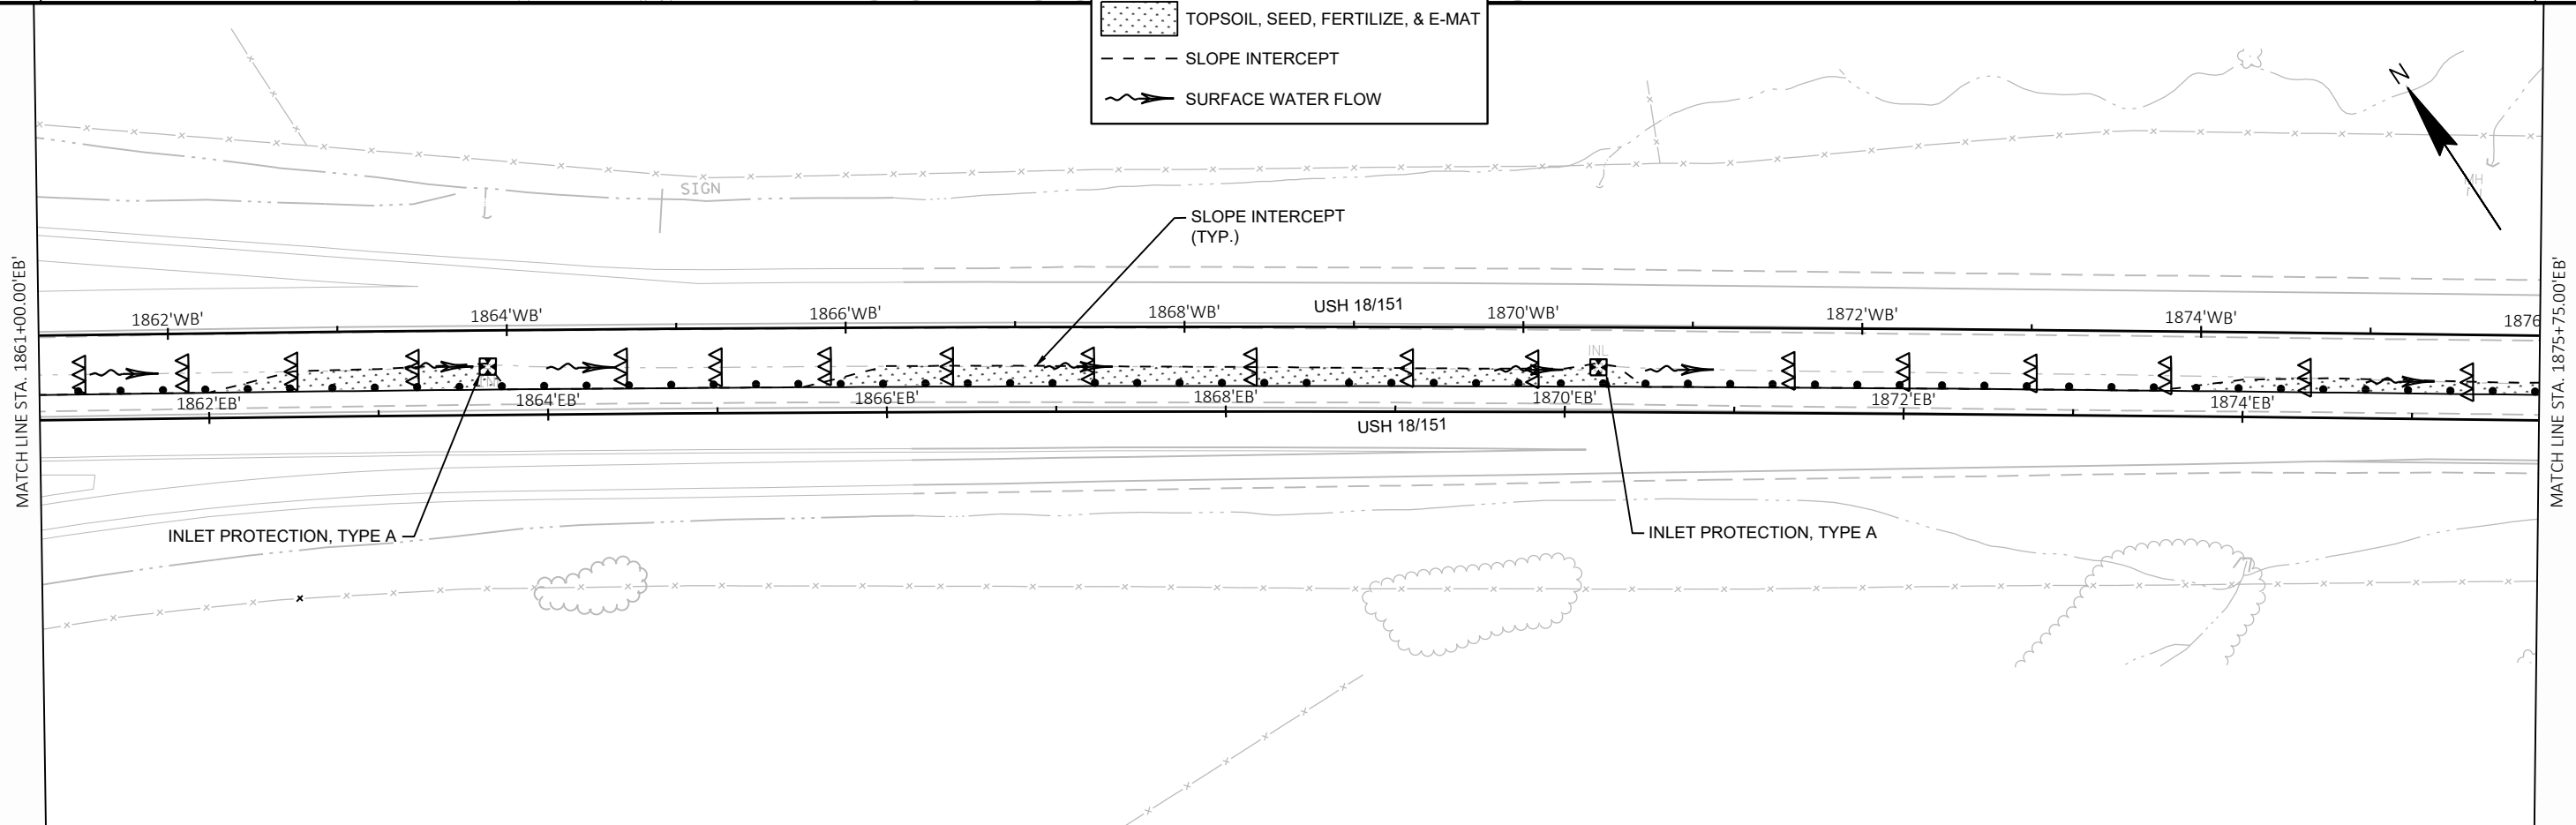 TOPSOIL, SEED, FERTILIZE, & E-MAT
SLOPE INTERCEPT
SURFACE WATER FLOW
N
SIGN
SLOPE INTERCEPT
(TYP.)
MH
MATCH LINE STA. 1861+00.00'EB'
MATCH LINE STA. 1875+75.00'EB'
USH 18/151
1862'WB'
1864'WB'
1866'WB'
1868'WB'
1870'WB'
1872'WB'
1874'WB'
1876
INL
1862'EB'
1864'EB'
1866'EB'
1868'EB'
1870'EB'
1872'EB'
1874'EB'
USH 18/151
INLET PROTECTION, TYPE A
INLET PROTECTION, TYPE A